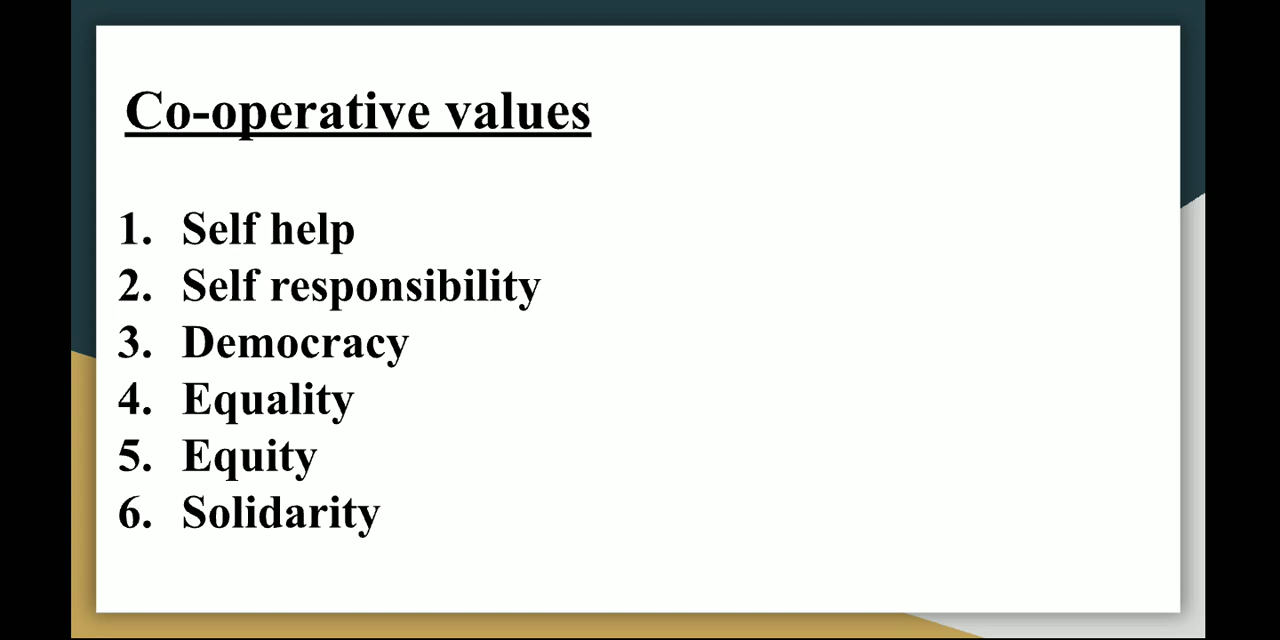 Co-operative values
1. Self help
2. Self responsibility
3. Democracy
4. Equality
5. Equity
6. Solidarity